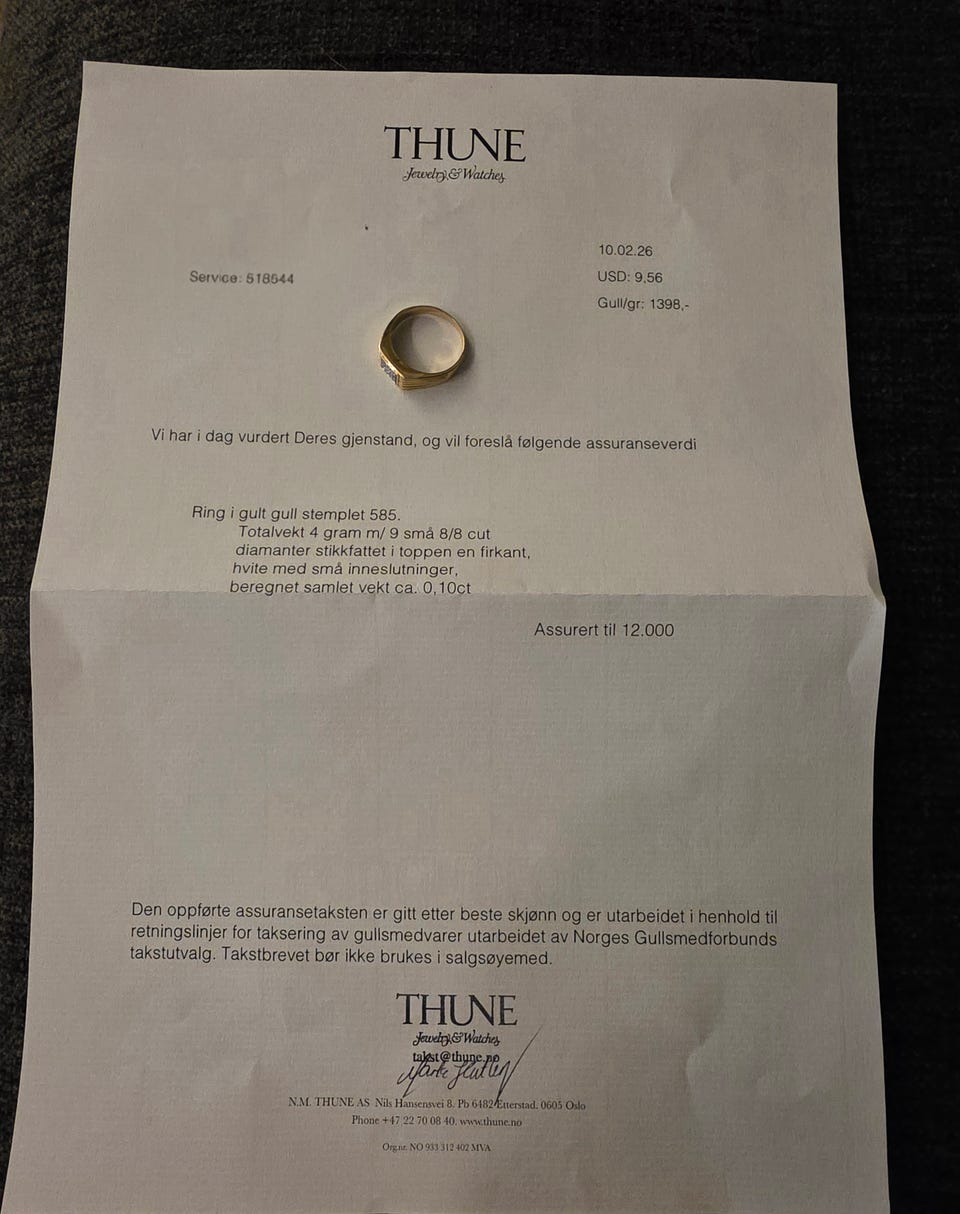 THUNE
Jewelry & Watches
10.02.26
Service: 518544
USD: 9,56
Gull/gr: 1398,-
Vi har i dag vurdert Deres gjenstand, og vil foreslå følgende assuranseverdi
Ring i gult gull stemplet 585.
Totalvekt 4 gram m/ 9 små 8/8 cut
diamanter stikkfattet i toppen en firkant,
hvite med små inneslutninger,
beregnet samlet vekt ca. 0,10ct
Assurert til 12.000
Den oppførte assuransetaksten er gitt etter beste skjønn og er utarbeidet i henhold til
retningslinjer for taksering av gullsmedvarer utarbeidet av Norges Gullsmedforbunds
takstutvalg. Takstbrevet bør ikke brukes i salgsøyemed.
THUNE
Jewelry & Watches
takst@thune.no
N.M. THUNE AS Nils Hansensvei 8. Pb 6482 Etterstad. 0605 Oslo
Phone +47 22 70 08 40. www.thune.no
Org.nr. NO 933 312 402 MVA